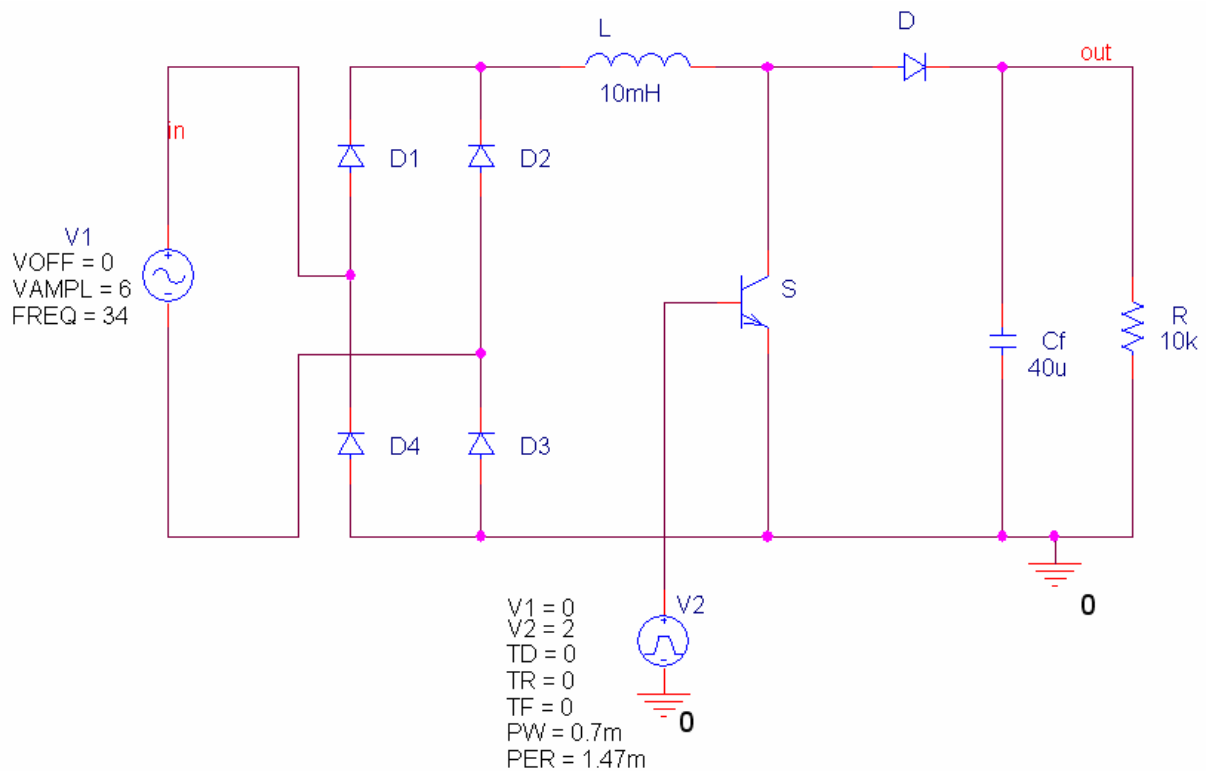 L
10mH
D
out
in
D1
D2
V1
VOFF = 0
VAMPL = 6
FREQ = 34
S
R
10k
Cf
40u
D4
D3
0
V2
V1 = 0
V2 = 2
TD = 0
TR = 0
TF = 0
PW = 0.7m
PER = 1.47m
0